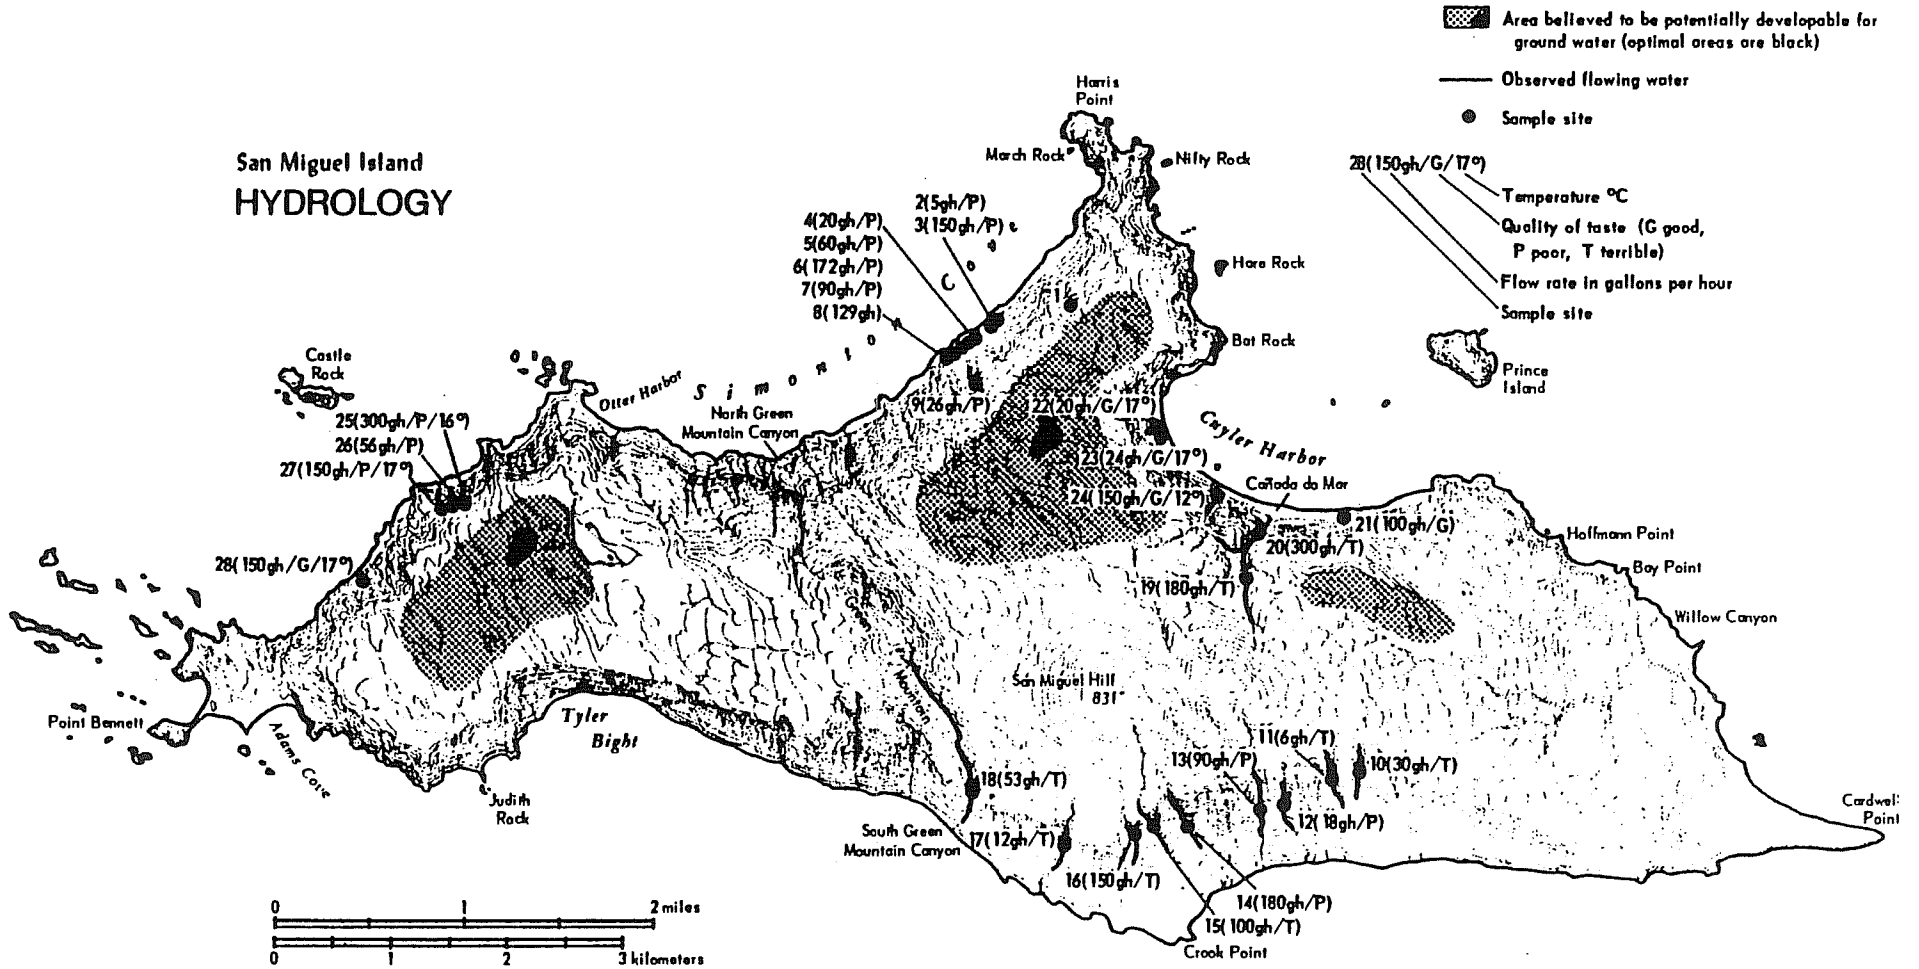 San Miguel Island
HYDROLOGY
Area believed to be potentially developable for
ground water (optimal areas are black)
Observed flowing water
Sample site
28(150gh/G/17°)
Temperature °C
Quality of taste (G good,
P poor, T terrible)
Flow rate in gallons per hour
Sample site
Harris
Point
March Rock
Nifty Rock
Hare Rock
Bat Rock
Prince
Island
2(5gh/P)
3(150gh/P)
4(20gh/P)
5(60gh/P)
6(172gh/P)
7(90gh/P)
8(129gh)
Simonton Cove
1
Castle
Rock
Otter Harbor
North Green
Mountain Canyon
9(26gh/P)
22(20gh/G/17°)
23(24gh/G/17°)
24(150gh/G/12°)
Cuyler Harbor
Cañada do Mar
21(100gh/G)
20(300gh/T)
19(180gh/T)
Hoffmann Point
Bay Point
Willow Canyon
25(300gh/P/16°)
26(56gh/P)
27(150gh/P/17°)
28(150gh/G/17°)
Green Mountain
San Miguel Hill
831'
Point Bennett
Adams Cove
Tyler
Bight
Judith
Rock
11(6gh/T)
13(90gh/P)
10(30gh/T)
12(18gh/P)
18(53gh/T)
South Green
Mountain Canyon
17(12gh/T)
16(150gh/T)
14(180gh/P)
15(100gh/T)
Crook Point
Cardwell
Point
0 1 2 miles
0 1 2 3 kilometers